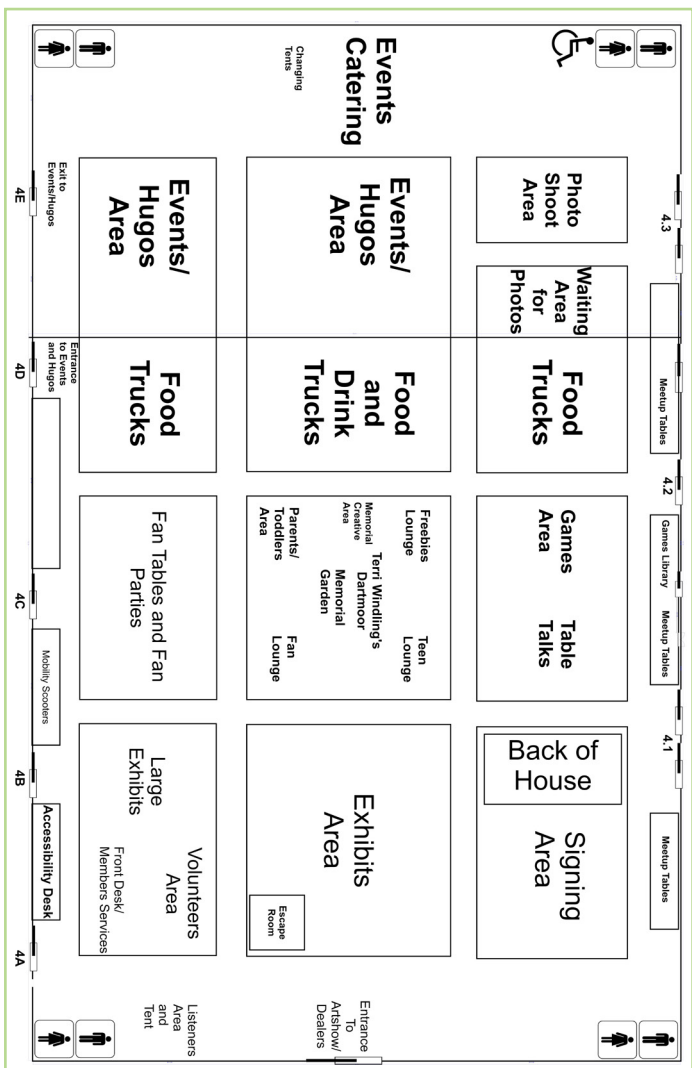 Changing
Tents
Events
Catering
Exit to
Events/Hugos
4E
Events/
Hugos
Area
Events/
Hugos
Area
Photo
Shoot
Area
4.3
Waiting
Area
for
Photos
Entrance
to Events
and Hugos
4D
Food
Trucks
Food
and
Drink
Trucks
Food
Trucks
Meetup Tables
4.2
Fan Tables and Fan
Parties
Parents/
Toddlers
Area
Memorial
Creative
Area
Freebies
Lounge
Terri Windling's
Dartmoor
Memorial
Garden
Fan
Lounge
Teen
Lounge
Games
Area
Table
Talks
Games Library
Meetup Tables
4C
Mobility Scooters
4.1
4B
Large
Exhibits
Volunteers
Area
Front Desk/
Members Services
Exhibits
Area
Escape
Room
Back of
House
Signing
Area
Meetup Tables
Accessibility Desk
4A
Listeners
Area
and
Tent
Entrance
To
Artshow/
Dealers